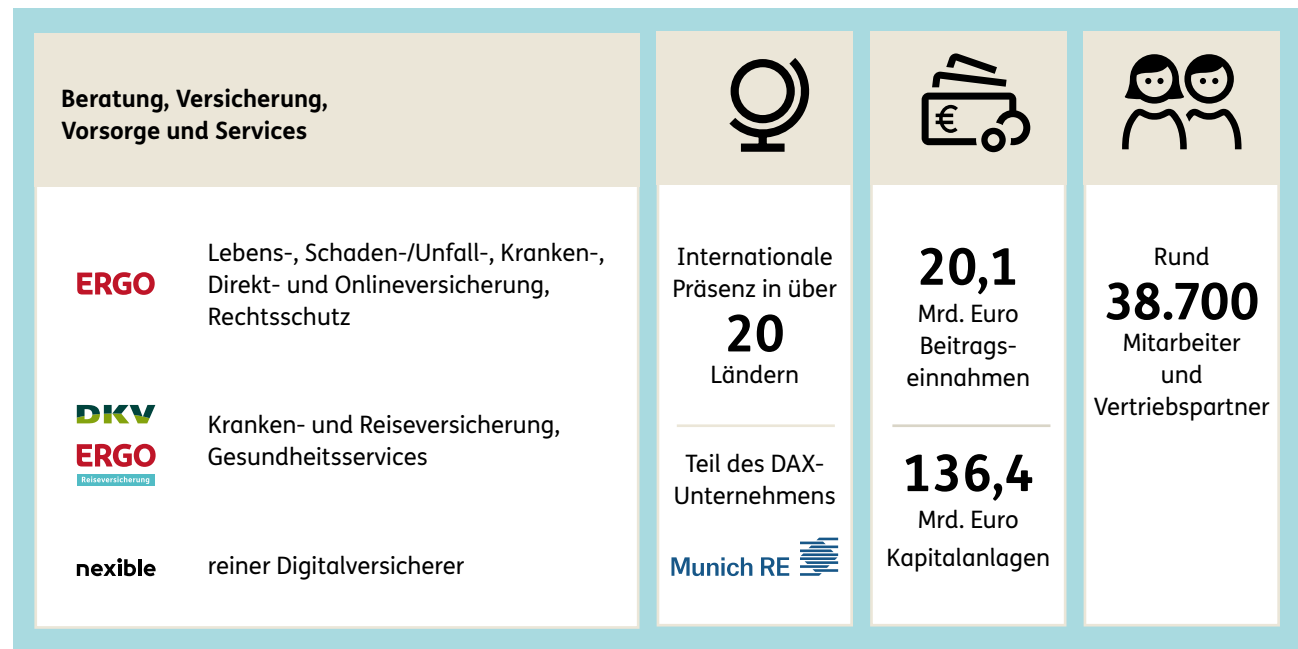 Beratung, Versicherung,
Vorsorge und Services
ERGO
Lebens-, Schaden-/Unfall-, Kranken-,
Direkt- und Onlineversicherung,
Rechtsschutz
DKV
ERGO
Reiseversicherung
Kranken- und Reiseversicherung,
Gesundheitsservices
nexible
reiner Digitalversicherer
Internationale
Präsenz in über
20
Ländern
Teil des DAX-
Unternehmens
Munich RE
€
20,1
Mrd. Euro
Beitrags-
einnahmen
136,4
Mrd. Euro
Kapitalanlagen
Rund
38.700
Mitarbeiter
und
Vertriebspartner